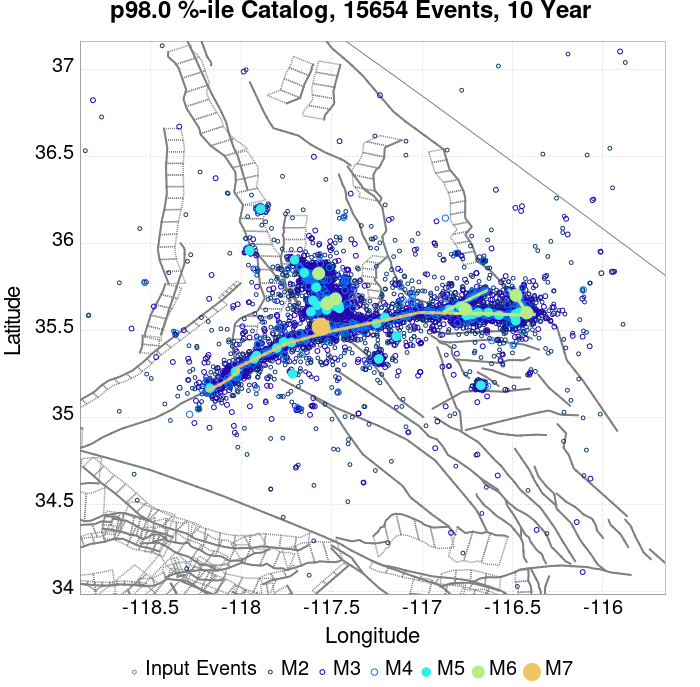 p98.0 %-ile Catalog, 15654 Events, 10 Year
37
36.5
36
35.5
35
34.5
34
Latitude
-118.5 -118 -117.5 -117 -116.5 -116
Longitude
Input Events M2 M3 M4 M5 M6 M7